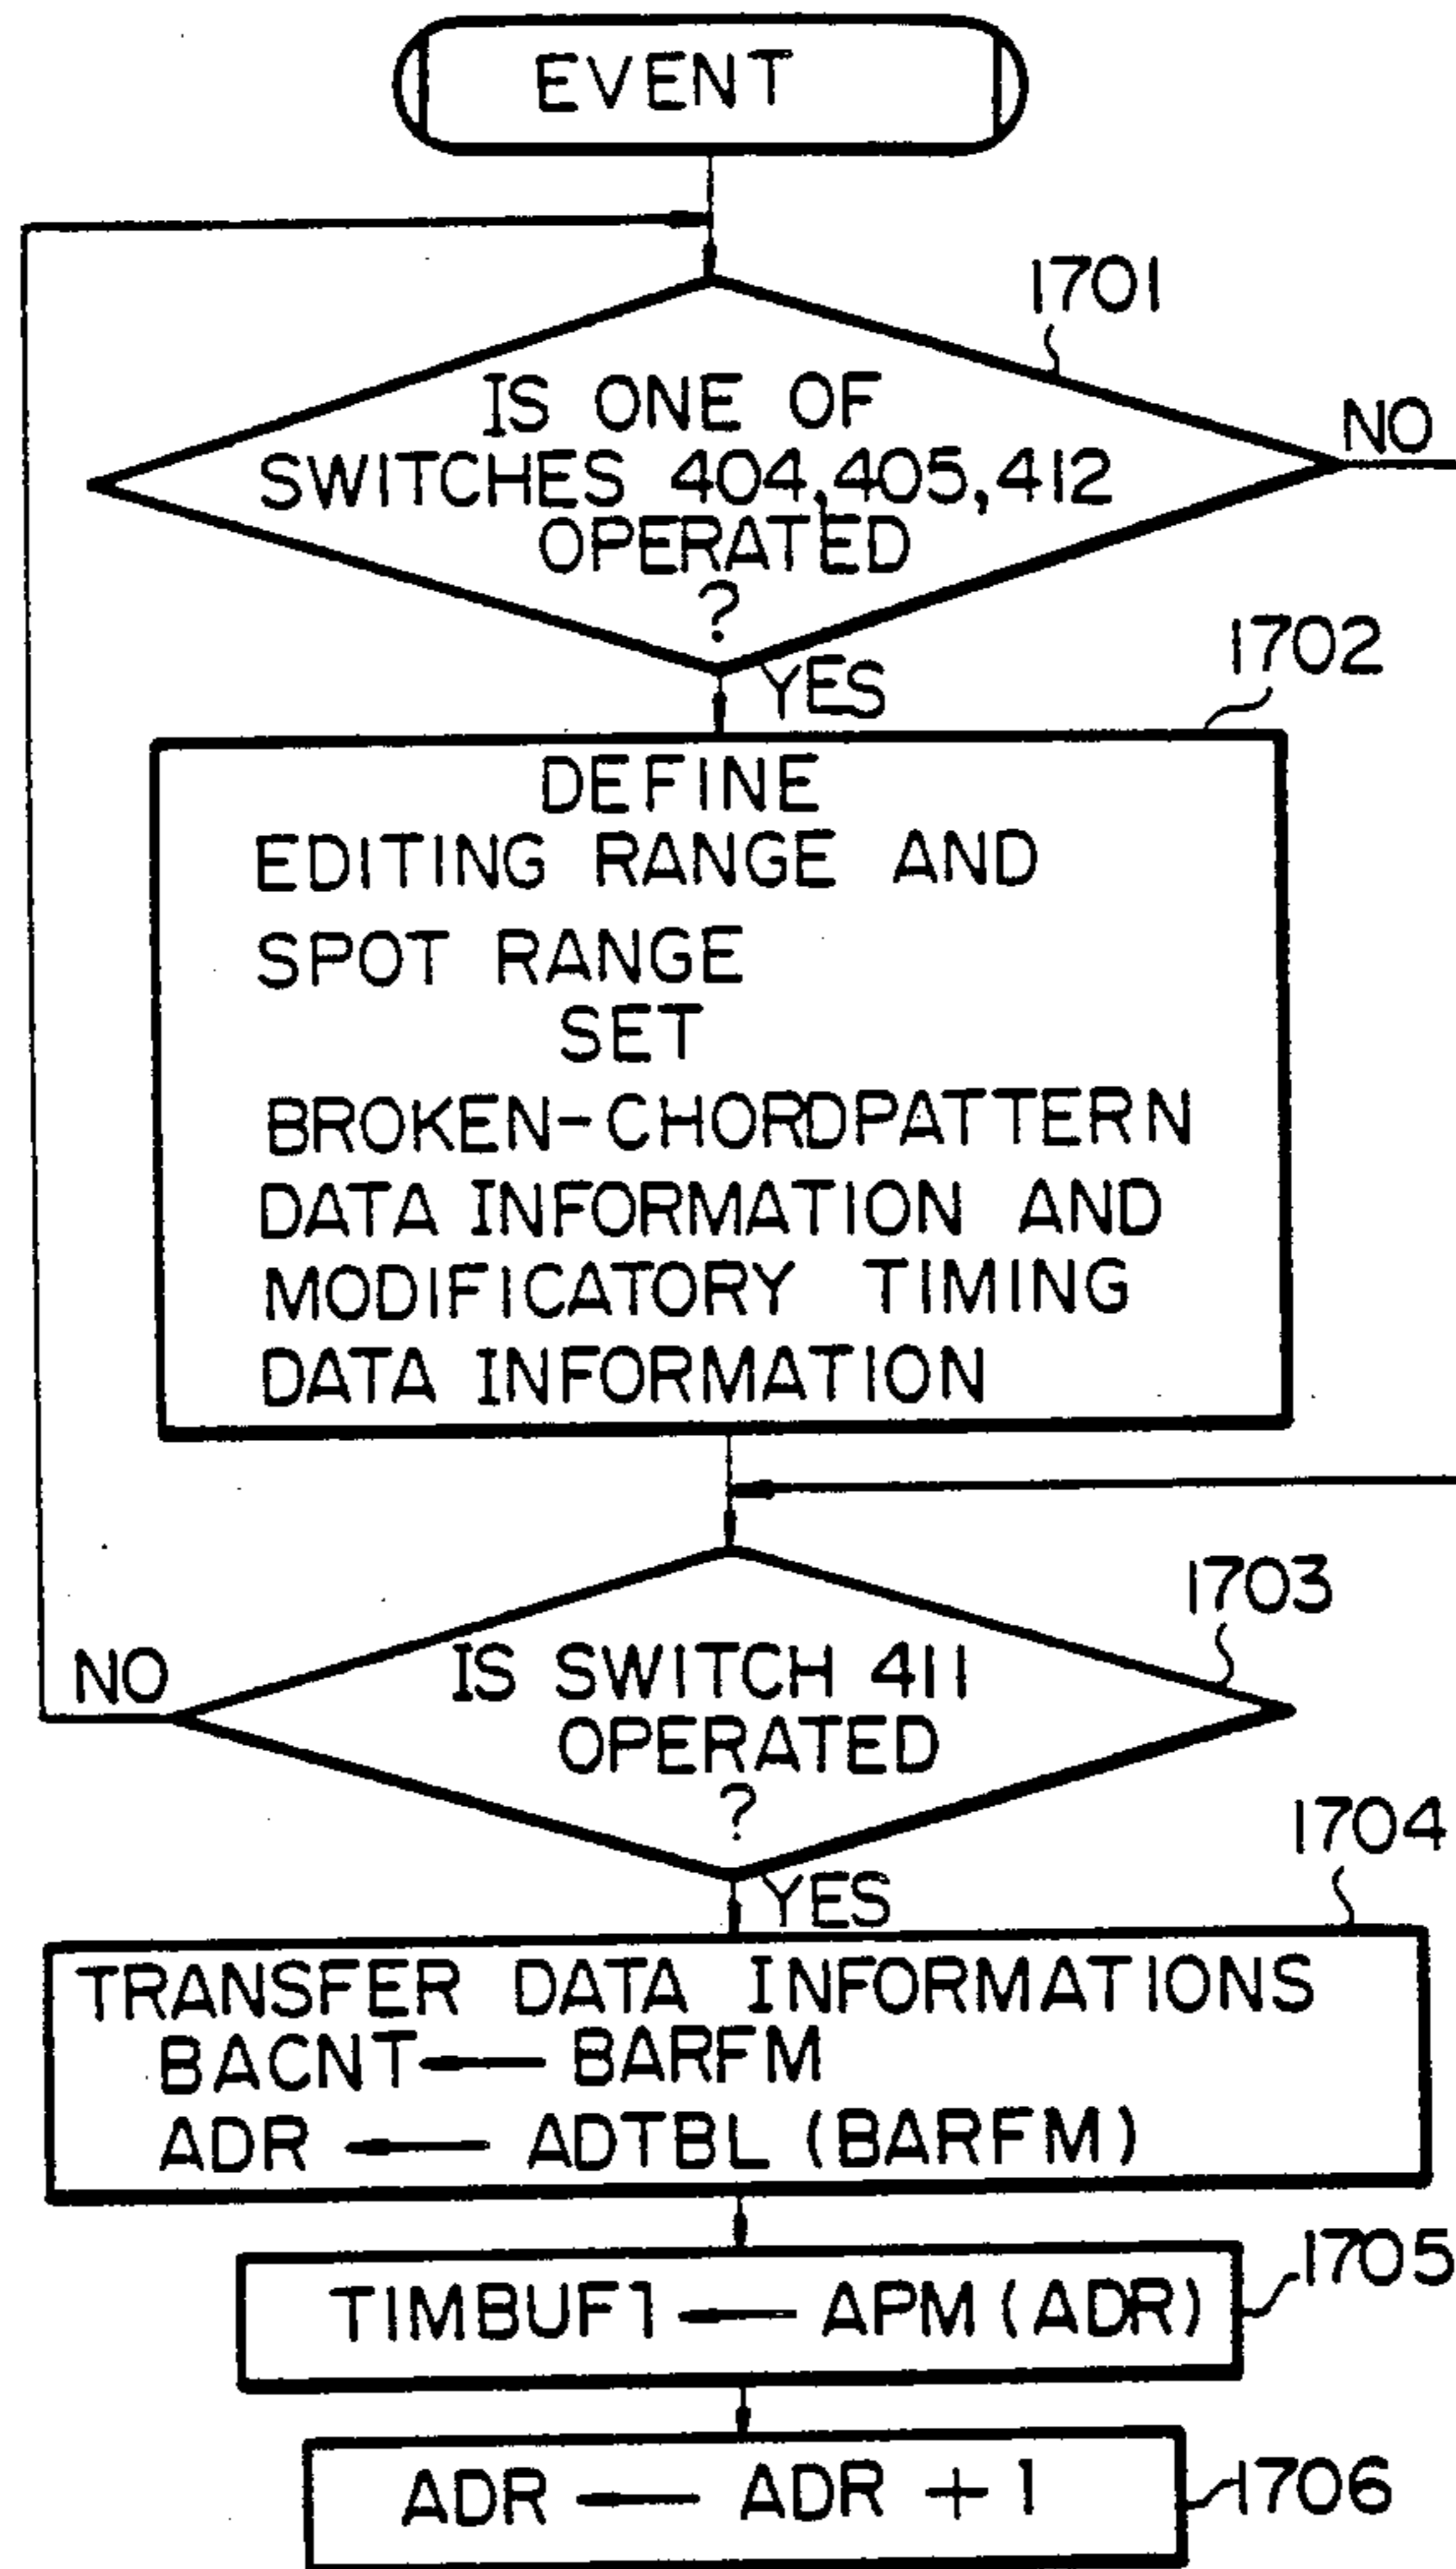 EVENT
1701
IS ONE OF
SWITCHES 404,405,412
OPERATED
?
NO
YES
1702
DEFINE
EDITING RANGE AND
SPOT RANGE
SET
BROKEN-CHORDPATTERN
DATA INFORMATION AND
MODIFICATORY TIMING
DATA INFORMATION
1703
IS SWITCH 411
OPERATED
?
NO
YES
1704
TRANSFER DATA INFORMATIONS
BACNT ← BARFM
ADR ← ADTBL (BARFM)
1705
TIMBUF1 ← APM (ADR)
ADR ← ADR + 1
1706